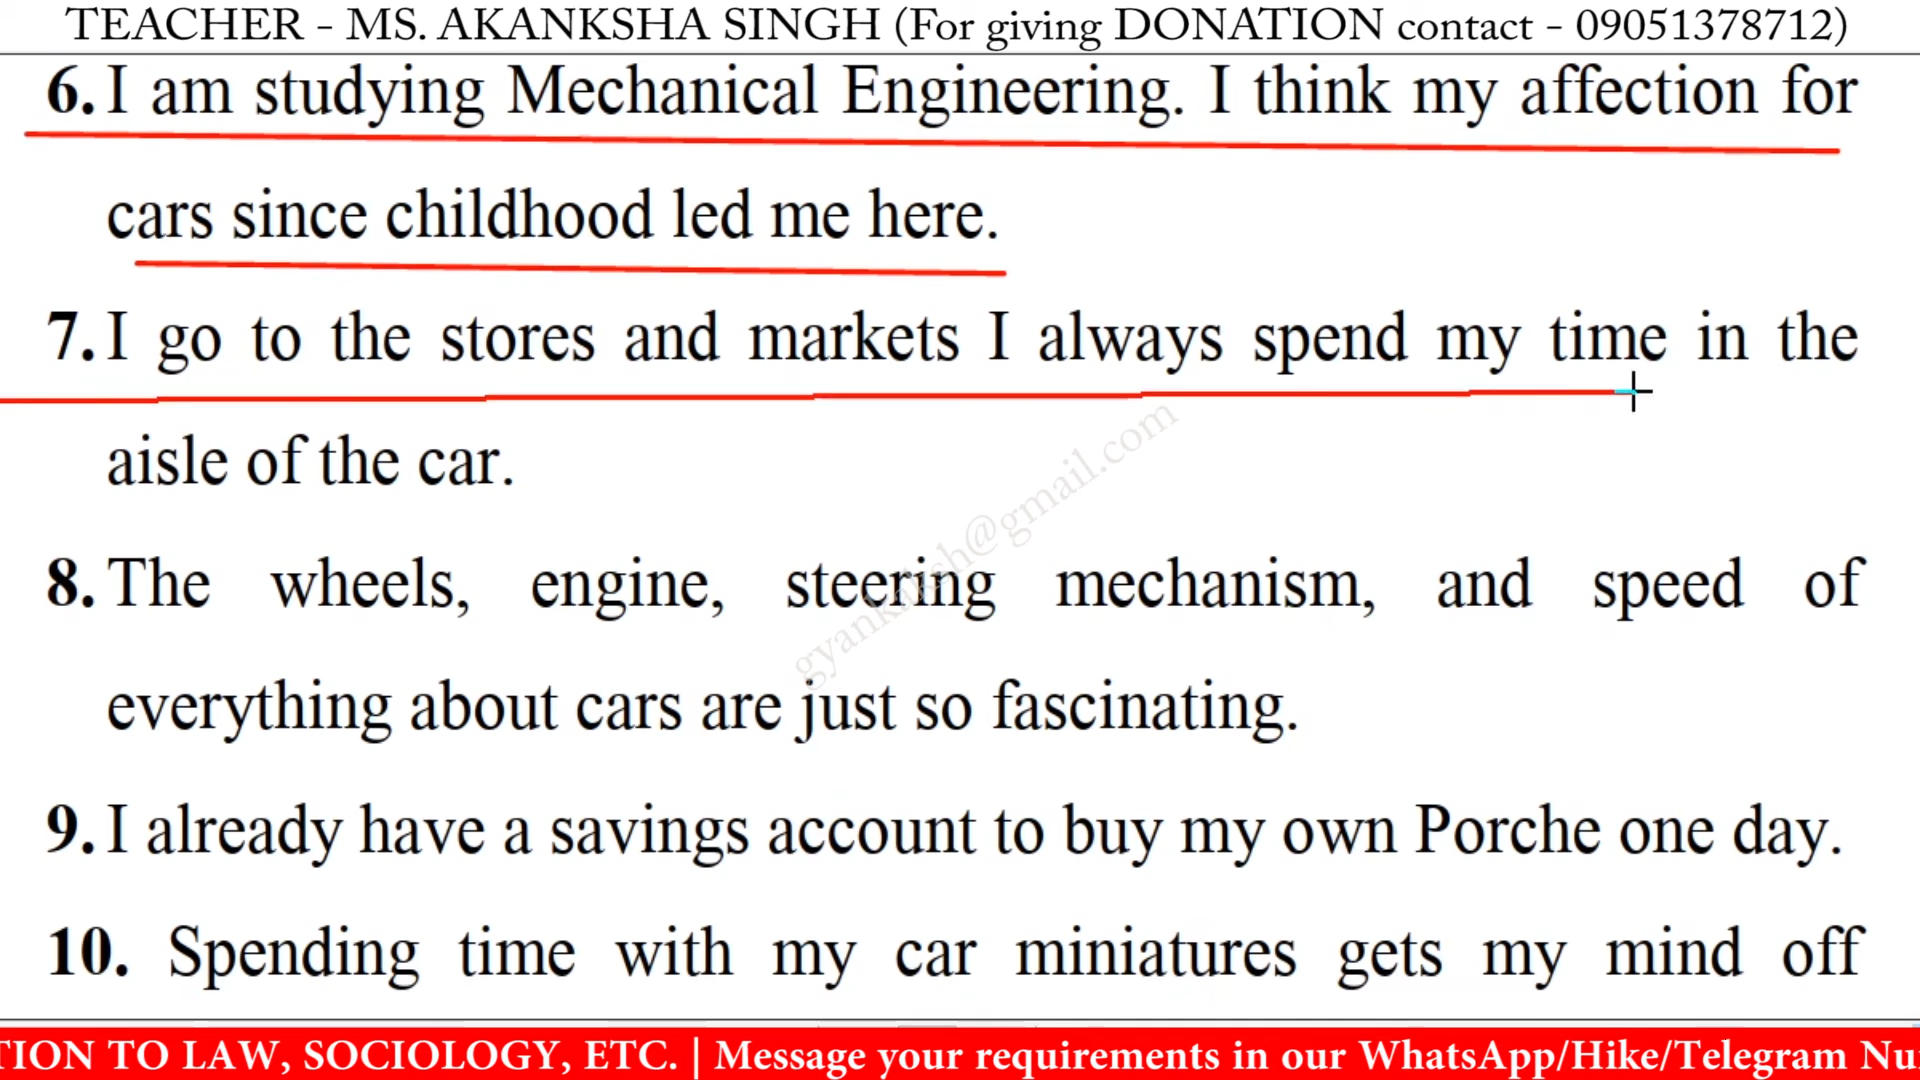 TEACHER - MS. AKANKSHA SINGH (For giving DONATION contact - 09051378712)
6. I am studying Mechanical Engineering. I think my affection for
cars since childhood led me here.
7. I go to the stores and markets I always spend my time in the
aisle of the car.
8. The wheels, engine, steering mechanism, and speed of
everything about cars are just so fascinating.
9. I already have a savings account to buy my own Porche one day.
10. Spending time with my car miniatures gets my mind off
TION TO LAW, SOCIOLOGY, ETC. | Message your requirements in our WhatsApp/Hike/Telegram Nu